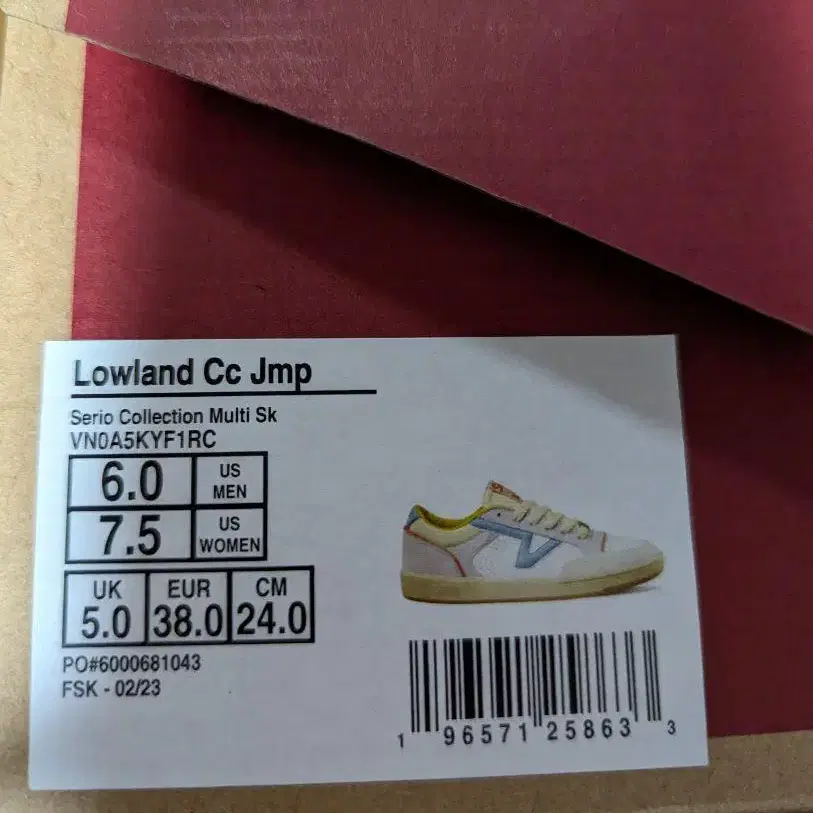 Lowland Cc Jmp
Serio Collection Multi Sk
VN0A5KYF1RC
6.0 US MEN
7.5 US WOMEN
UK EUR CM
5.0 38.0 24.0
PO#6000681043
FSK - 02/23
1 96571 25863 3